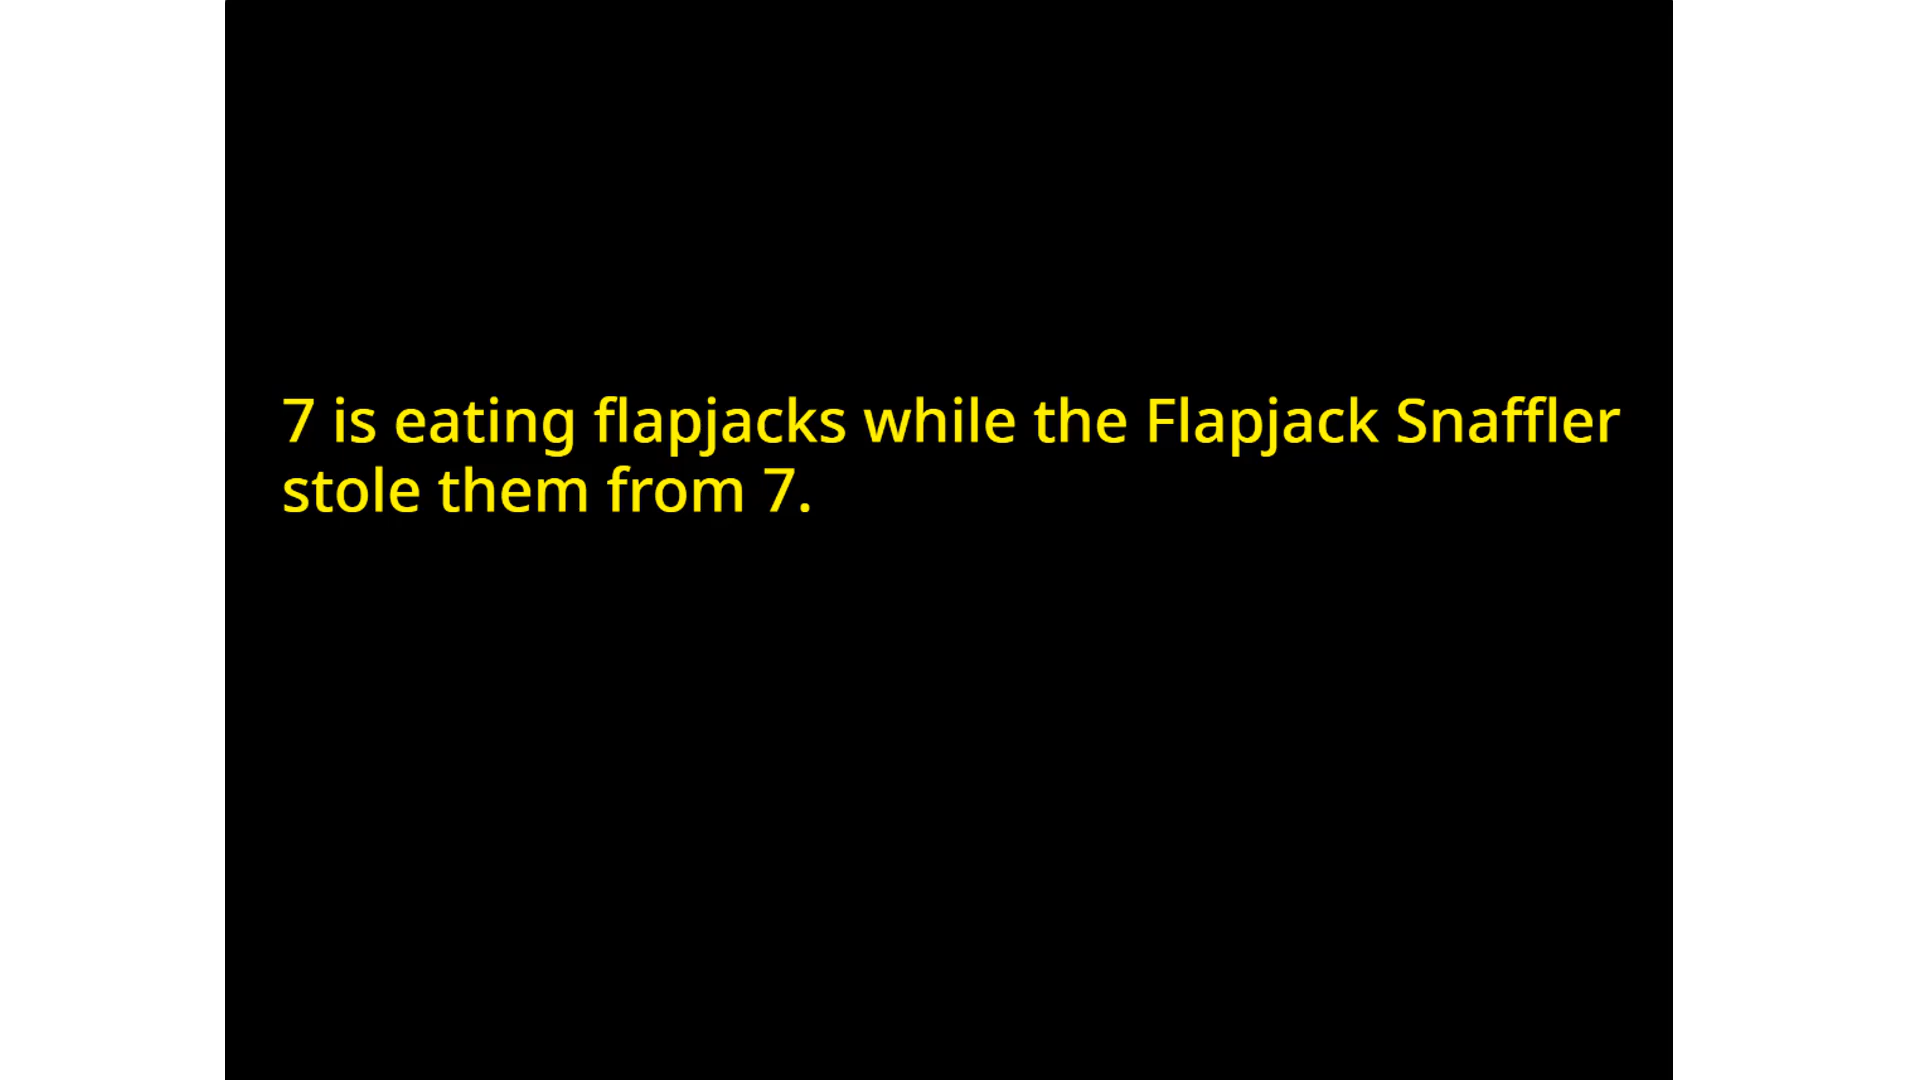 7 is eating flapjacks while the Flapjack Snaffler
stole them from 7.